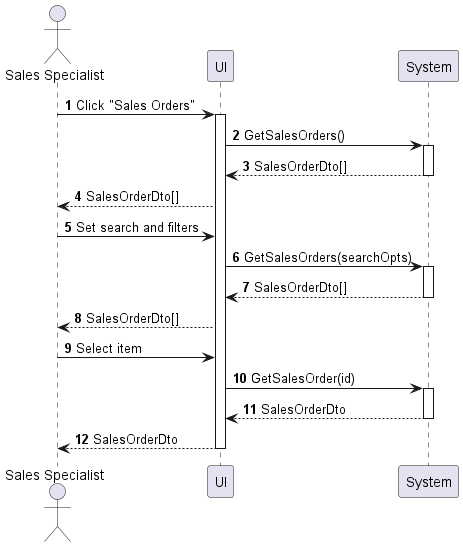 Sales Specialist
UI
System
1 Click "Sales Orders"
2 GetSalesOrders()
3 SalesOrderDto[]
4 SalesOrderDto[]
5 Set search and filters
6 GetSalesOrders(searchOpts)
7 SalesOrderDto[]
8 SalesOrderDto[]
9 Select item
10 GetSalesOrder(id)
11 SalesOrderDto
12 SalesOrderDto
Sales Specialist
UI
System